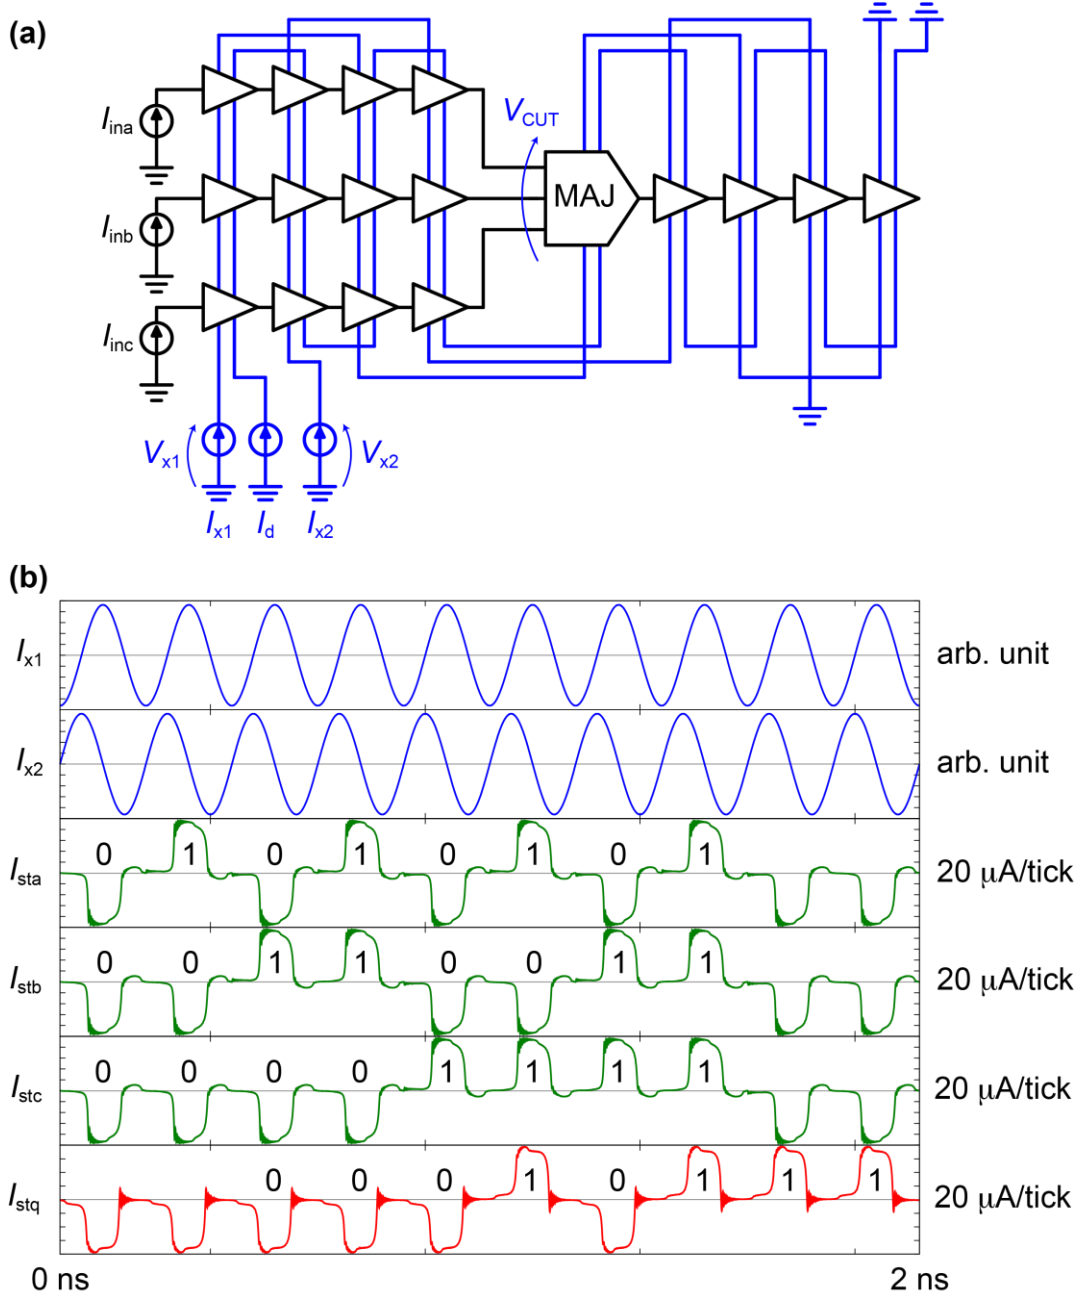 (a)
I_ina
V_CUT
MAJ
I_inb
I_inc
V_x1
V_x2
I_x1 I_d I_x2
(b)
I_x1 arb. unit
I_x2 arb. unit
I_sta 0 1 0 1 0 1 0 1 20 μA/tick
I_stb 0 0 1 1 0 0 1 1 20 μA/tick
I_stc 0 0 0 0 1 1 1 1 20 μA/tick
I_stq 0 0 0 1 0 1 1 1 20 μA/tick
0 ns 2 ns